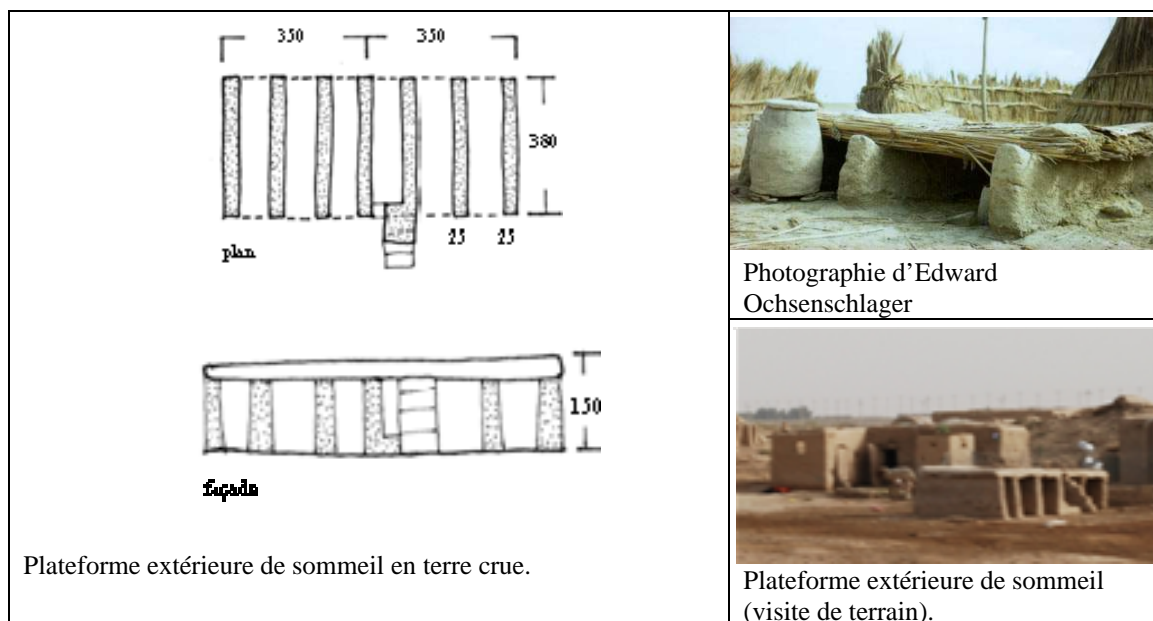 350 350
380
plan
25 25
150
façade
Plateforme extérieure de sommeil en terre crue.
Photographie d’Edward
Ochsenschlager
Plateforme extérieure de sommeil
(visite de terrain).